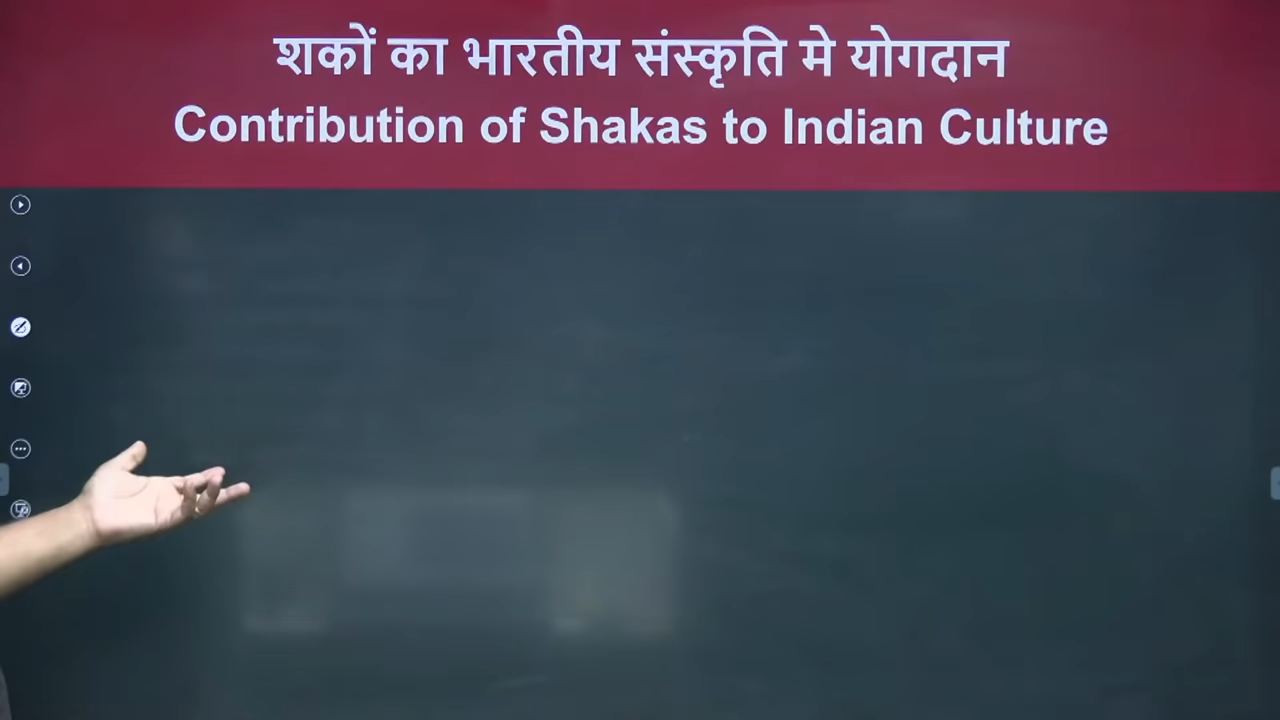 शकों का भारतीय संस्कृति मे योगदान
Contribution of Shakas to Indian Culture